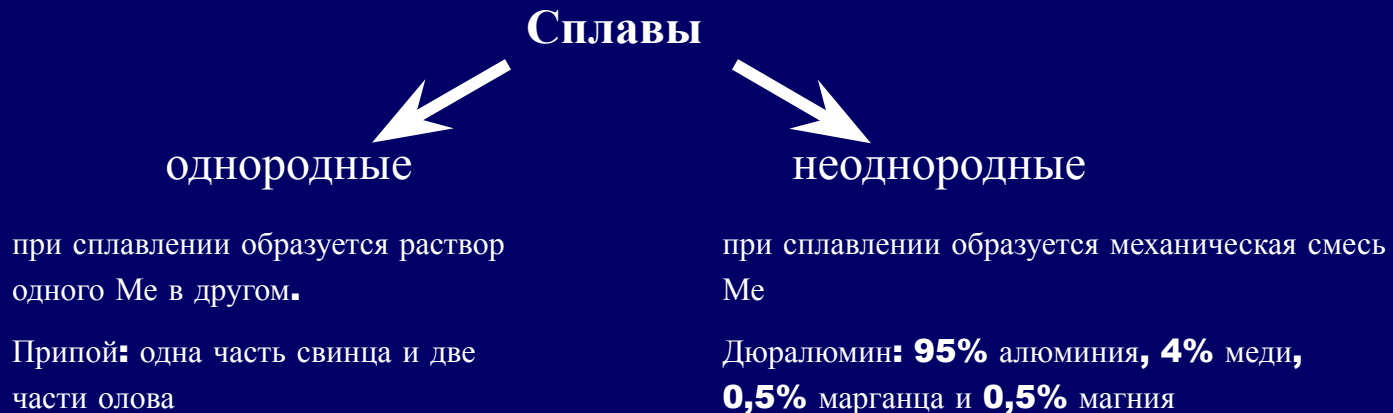 Сплавы
однородные
при сплавлении образуется раствор
одного Ме в другом.
Припой: одна часть свинца и две
части олова
неоднородные
при сплавлении образуется механическая смесь
Ме
Дюралюмин: 95% алюминия, 4% меди,
0,5% марганца и 0,5% магния